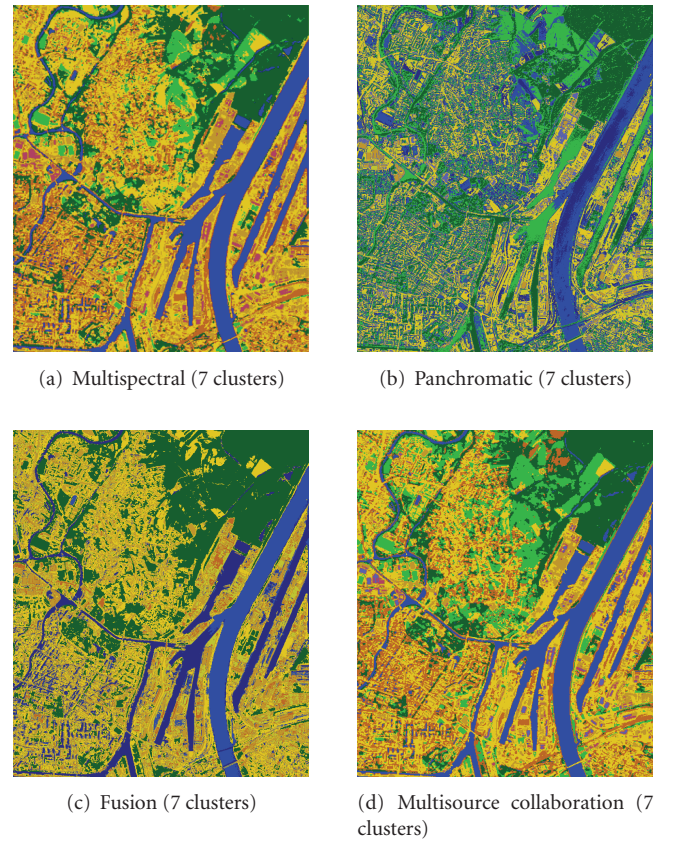 (a) Multispectral (7 clusters)
(b) Panchromatic (7 clusters)
(c) Fusion (7 clusters)
(d) Multisource collaboration (7
clusters)